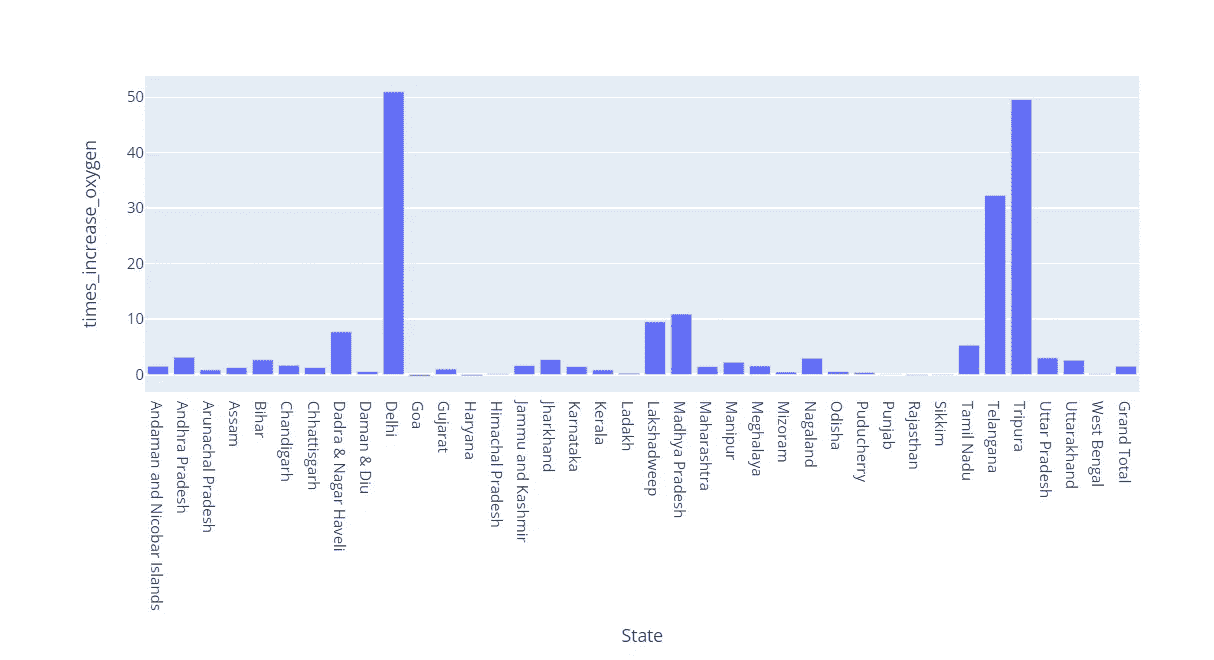 times_increase_oxygen
50
40
30
20
10
0
Andaman and Nicobar Islands
Andhra Pradesh
Arunachal Pradesh
Assam
Bihar
Chandigarh
Chhattisgarh
Dadra & Nagar Haveli
Daman & Diu
Delhi
Goa
Gujarat
Haryana
Himachal Pradesh
Jammu and Kashmir
Jharkhand
Karnataka
Kerala
Ladakh
Lakshadweep
Madhya Pradesh
Maharashtra
Manipur
Meghalaya
Mizoram
Nagaland
Odisha
Puducherry
Punjab
Rajasthan
Sikkim
Tamil Nadu
Telangana
Tripura
Uttar Pradesh
Uttarakhand
West Bengal
Grand Total
State